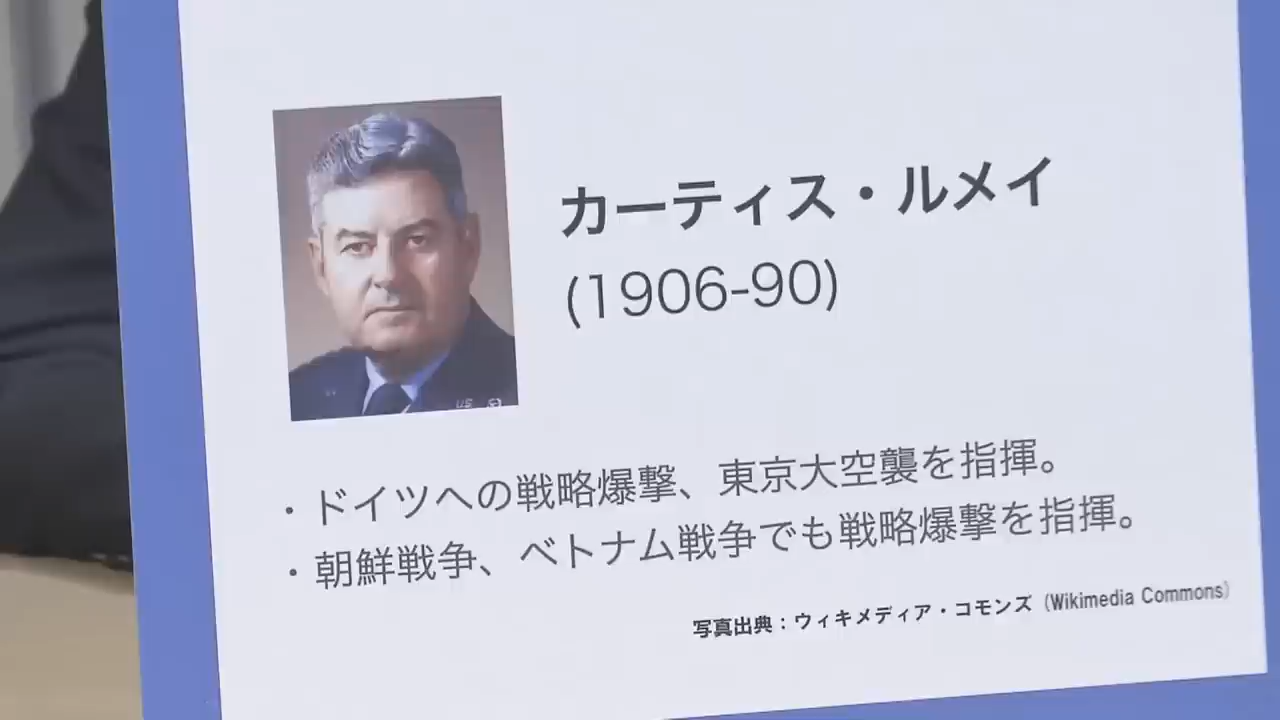 カーティス・ルメイ
(1906-90)
・ドイツへの戦略爆撃、東京大空襲を指揮。
・朝鮮戦争、ベトナム戦争でも戦略爆撃を指揮。
写真出典：ウィキメディア・コモンズ（Wikimedia Commons）
US